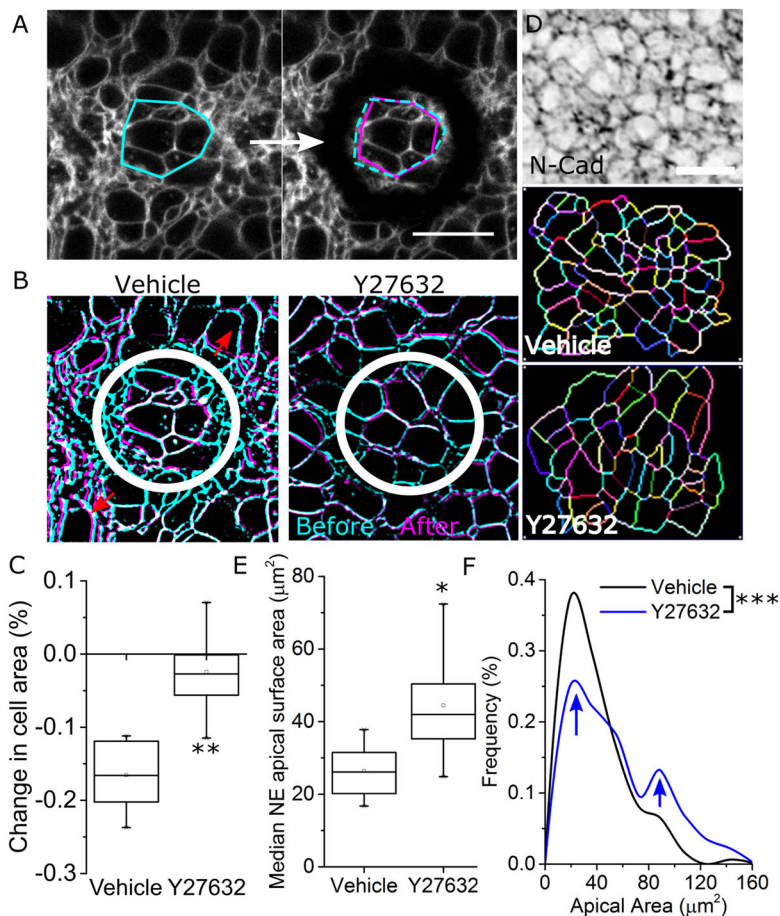 A
D
N-Cad
B
Vehicle
Y27632
Before After
Vehicle
Y27632
C
Change in cell area (%)
0.1
0.0
-0.1
-0.2
-0.3
**
Vehicle Y27632
E
Median NE apical surface area (μm²)
80
60
40
20
0
*
Vehicle Y27632
F
Frequency (%)
0.4
0.3
0.2
0.1
0.0
Vehicle
Y27632
***
0 40 80 120 160
Apical Area (μm²)